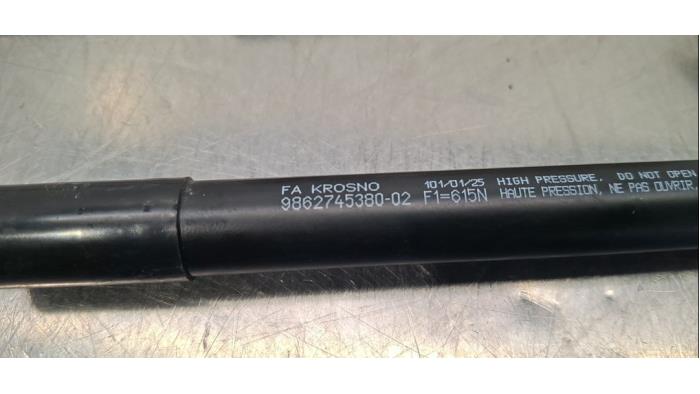 FA KROSNO 101/01/25 HIGH PRESSURE. DO NOT OPEN
9862745380-02 F1=615N HAUTE PRESSION, NE PAS OUVRIR.